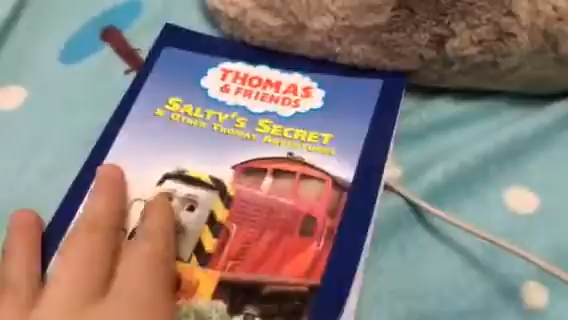 THOMAS
& FRIENDS
SALTY'S SECRET
& OTHER THOMAS ADVENTURES